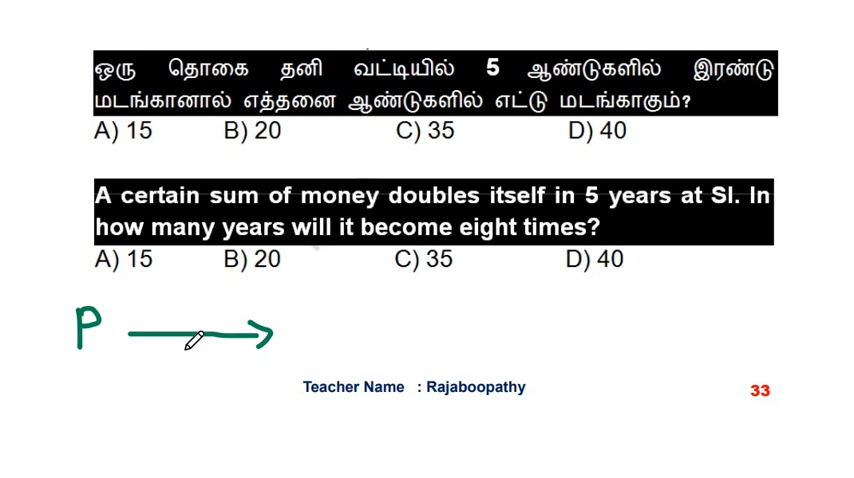 ஒரு தொகை தனி வட்டியில் 5 ஆண்டுகளில் இரண்டு
மடங்கானால் எத்தனை ஆண்டுகளில் எட்டு மடங்காகும்?
A) 15 B) 20 C) 35 D) 40
A certain sum of money doubles itself in 5 years at SI. In
how many years will it become eight times?
A) 15 B) 20 C) 35 D) 40
P
Teacher Name : Rajaboopathy
33